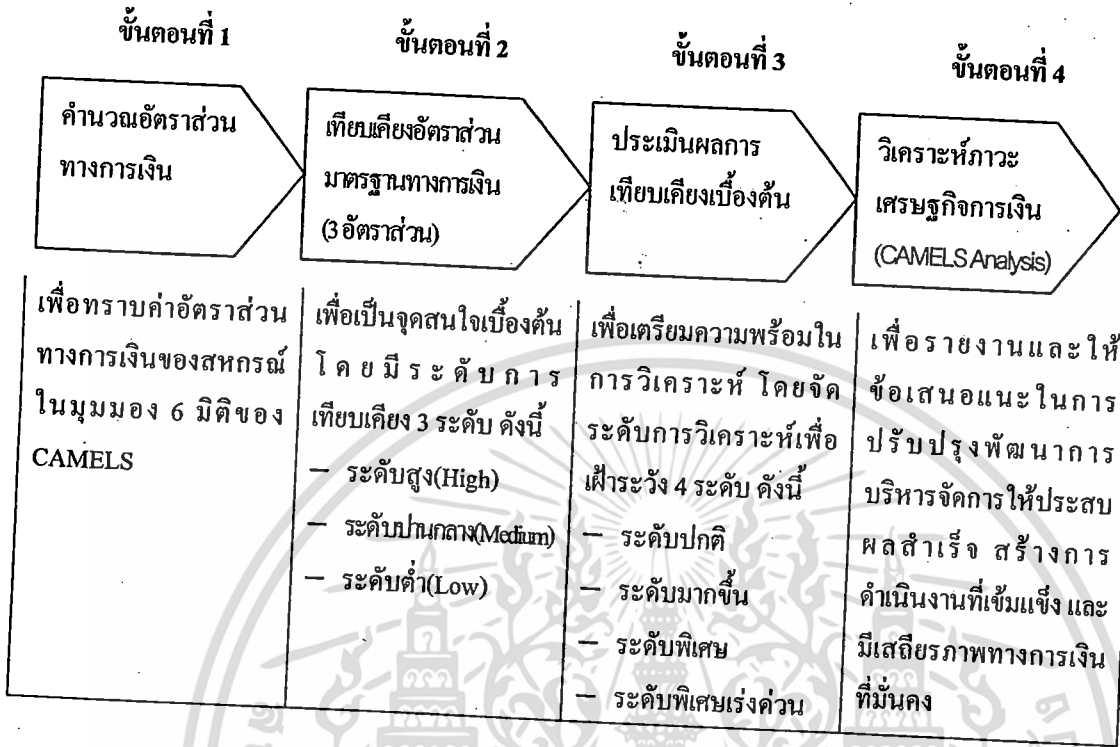 ขั้นตอนที่ 1
ขั้นตอนที่ 2
ขั้นตอนที่ 3
ขั้นตอนที่ 4
คำนวณอัตราส่วน
ทางการเงิน
เทียบเคียงอัตราส่วน
มาตรฐานทางการเงิน
(3 อัตราส่วน)
ประเมินผลการ
เทียบเคียงเบื้องต้น
วิเคราะห์ภาวะ
เศรษฐกิจการเงิน
(CAMELS Analysis)
เพื่อทราบค่าอัตราส่วน
ทางการเงินของสหกรณ์
ในมุมมอง 6 มิติของ
CAMELS
เพื่อเป็นจุดสนใจเบื้องต้น
โดยมีระดับการ
เทียบเคียง 3 ระดับ ดังนี้
– ระดับสูง(High)
– ระดับปานกลาง(Medium)
– ระดับต่ำ(Low)
เพื่อเตรียมความพร้อมใน
การวิเคราะห์ โดยจัด
ระดับการวิเคราะห์เพื่อ
เฝ้าระวัง 4 ระดับ ดังนี้
– ระดับปกติ
– ระดับมากขึ้น
– ระดับพิเศษ
– ระดับพิเศษเร่งด่วน
เพื่อรายงานและให้
ข้อเสนอแนะในการ
ปรับปรุงพัฒนาการ
บริหารจัดการให้ประสบ
ผลสำเร็จ สร้างการ
ดำเนินงานที่เข้มแข็ง และ
มีเสถียรภาพทางการเงิน
ที่มั่นคง